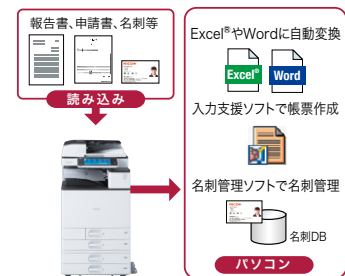 報告書、申請書、名刺等
読み込み
Excel®やWordに自動変換
Excel®
Word
入力支援ソフトで帳票作成
名刺管理ソフトで名刺管理
名刺DB
パソコン